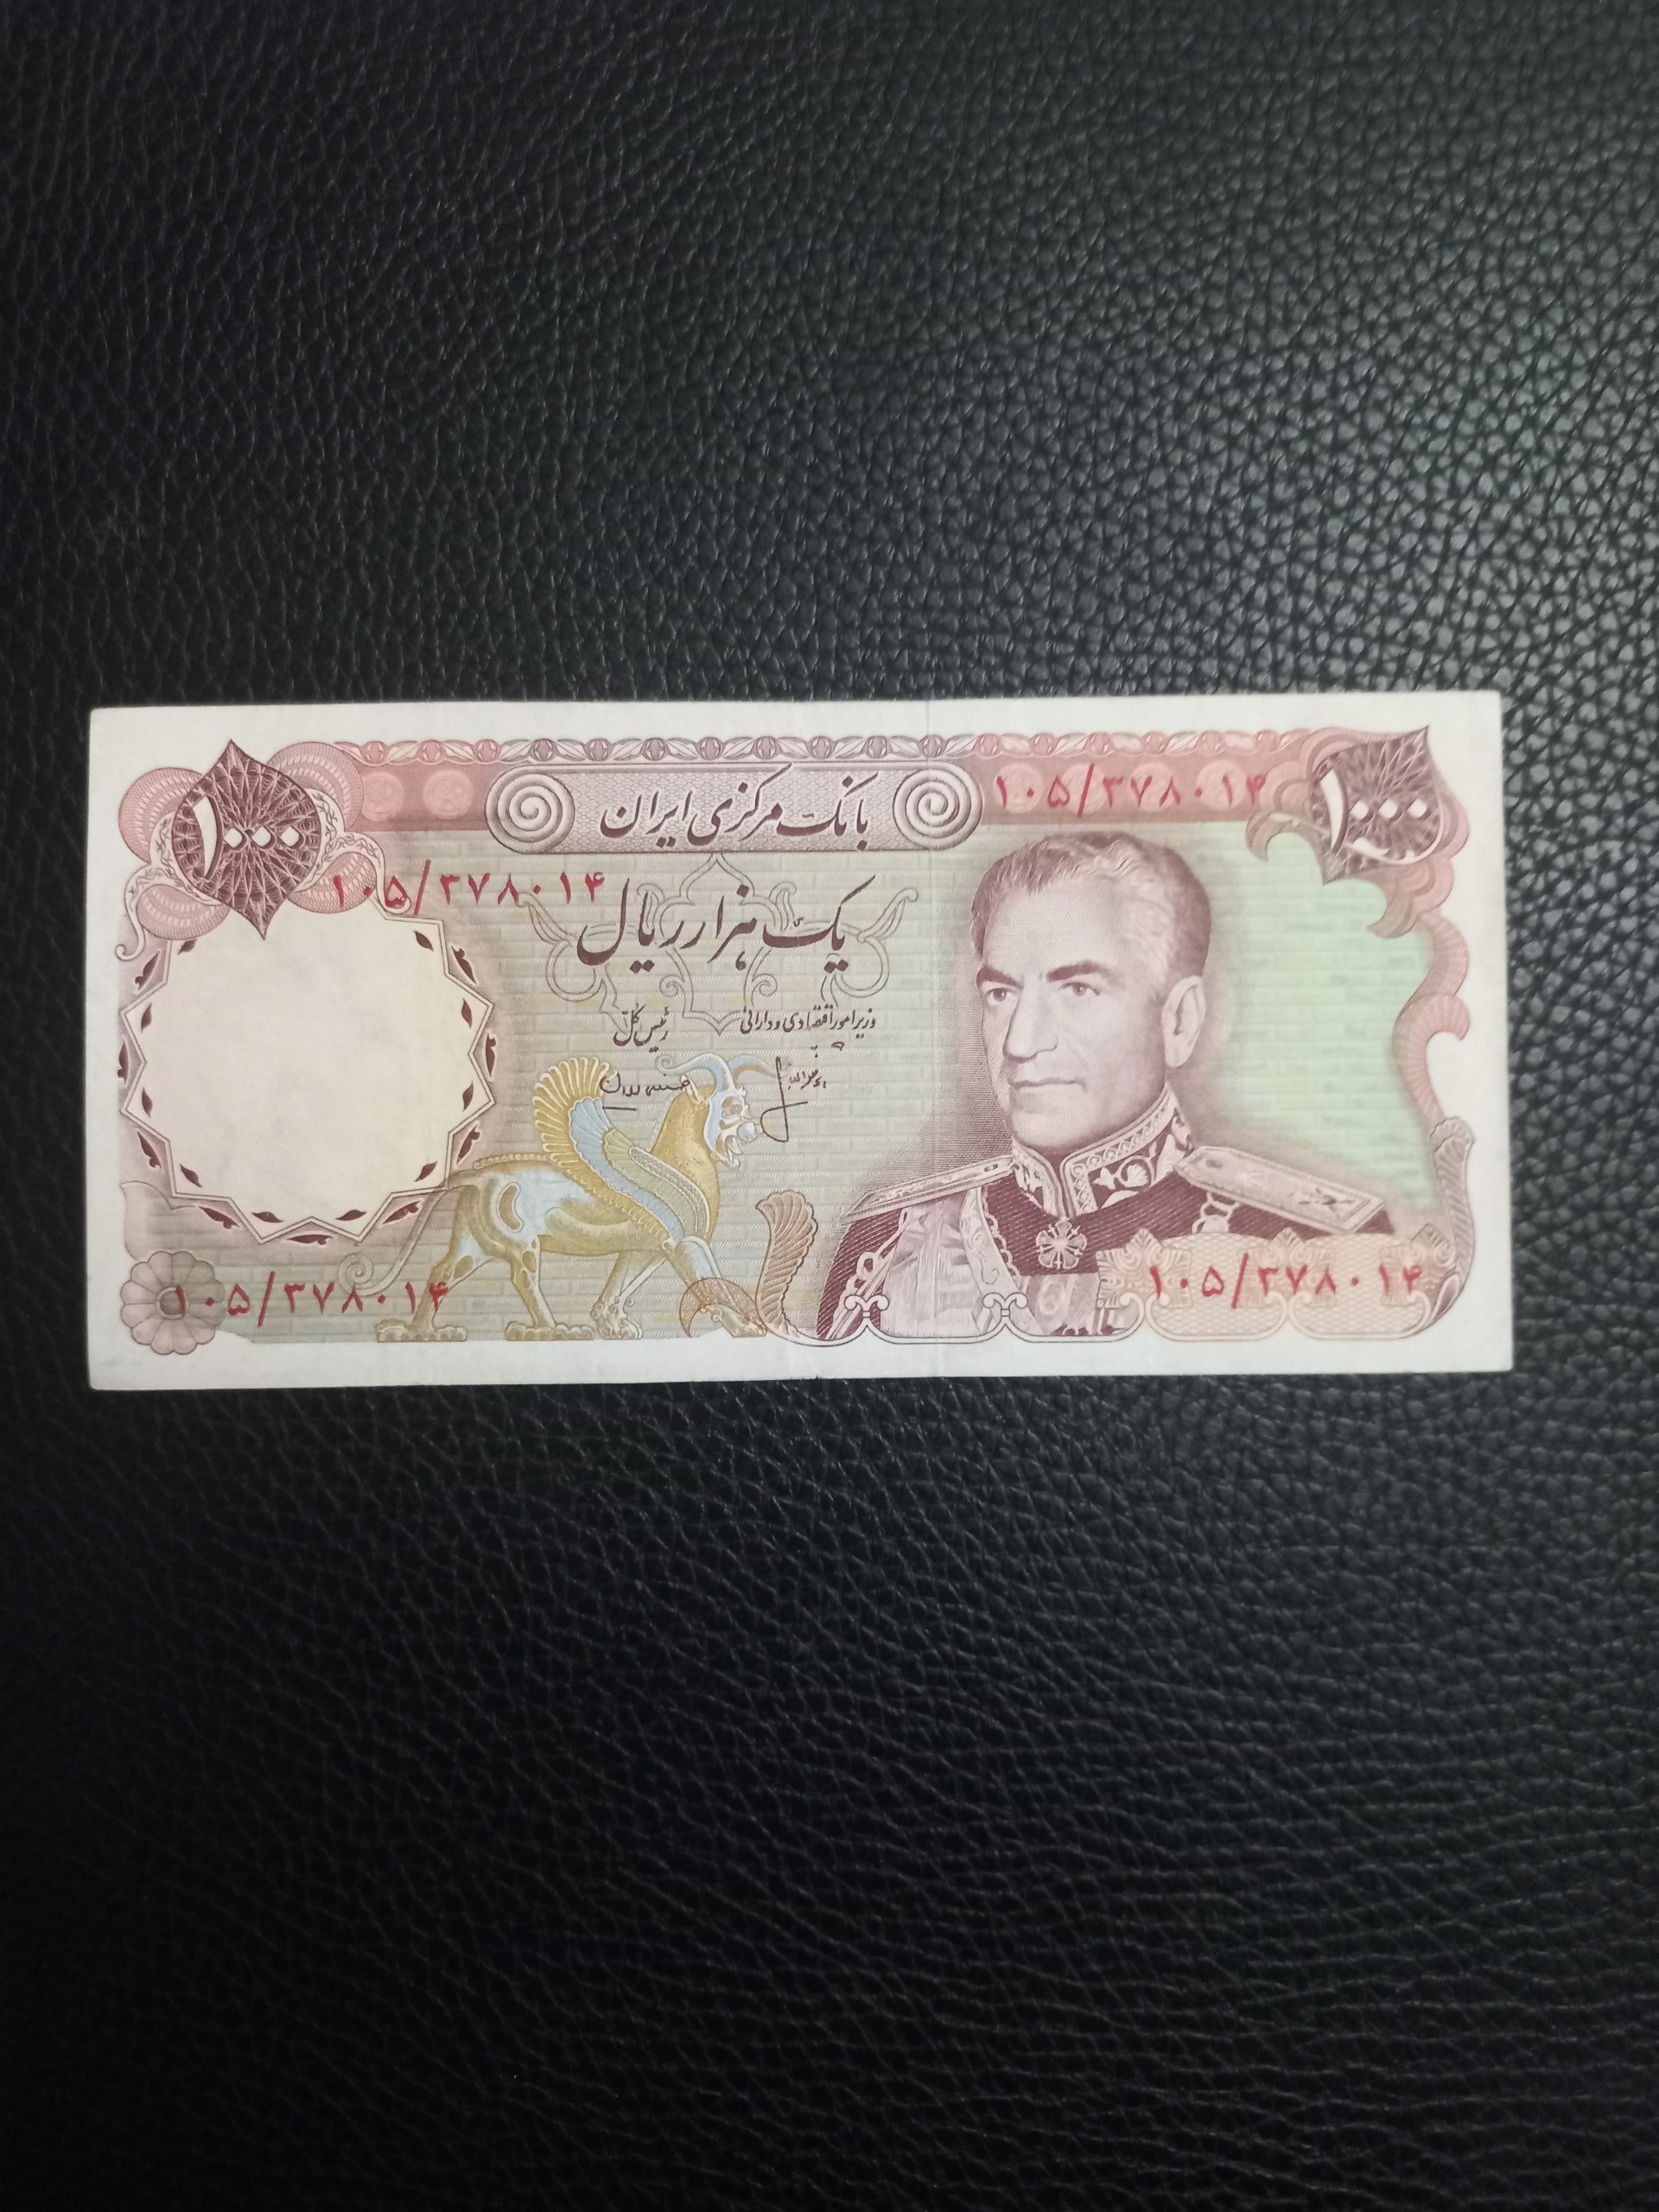 بانک مرکزی ایران
۱۰۵/۳۷۸۰۱۴
۱۰۰۰
۱۰۰۰
۱۰۵/۳۷۸۰۱۴
یک هزار ریال
وزیر امور اقتصادی و دارائی
رئیس کل
۱۰۵/۳۷۸۰۱۴
۱۰۵/۳۷۸۰۱۴